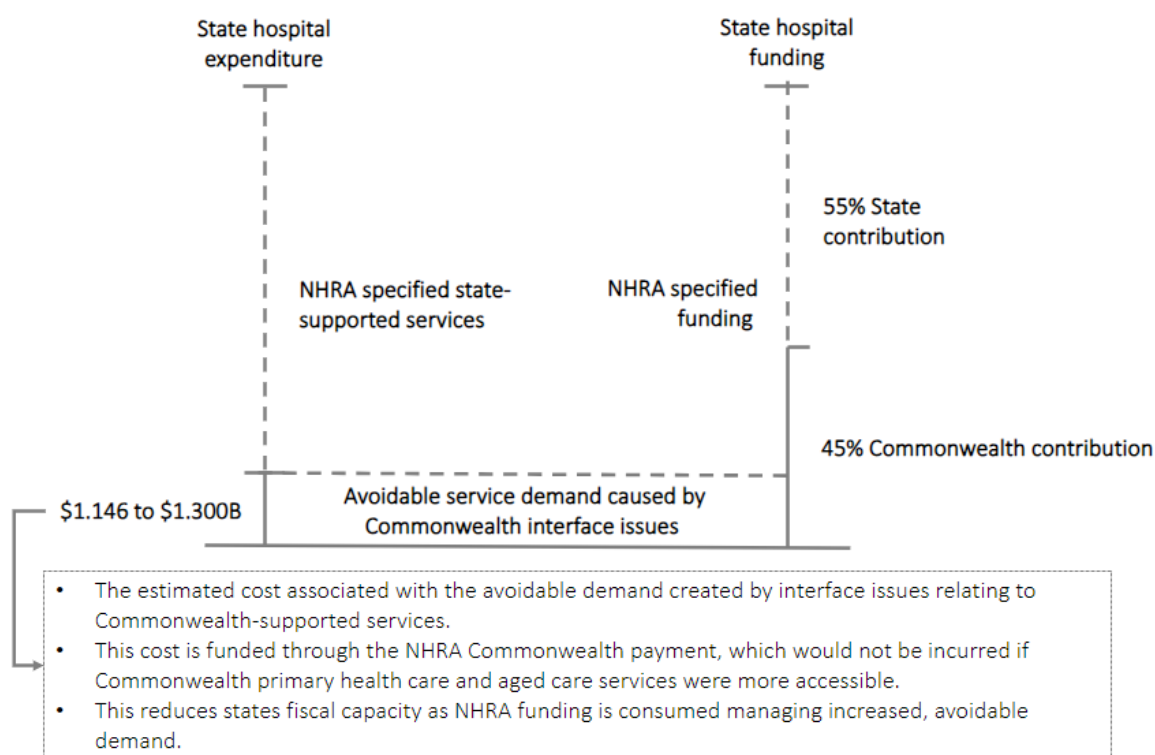 State hospital
expenditure
State hospital
funding
55% State
contribution
NHRA specified state-
supported services
NHRA specified
funding
45% Commonwealth contribution
$1.146 to $1.300B
Avoidable service demand caused by
Commonwealth interface issues
• The estimated cost associated with the avoidable demand created by interface issues relating to
Commonwealth-supported services.
• This cost is funded through the NHRA Commonwealth payment, which would not be incurred if
Commonwealth primary health care and aged care services were more accessible.
• This reduces states fiscal capacity as NHRA funding is consumed managing increased, avoidable
demand.